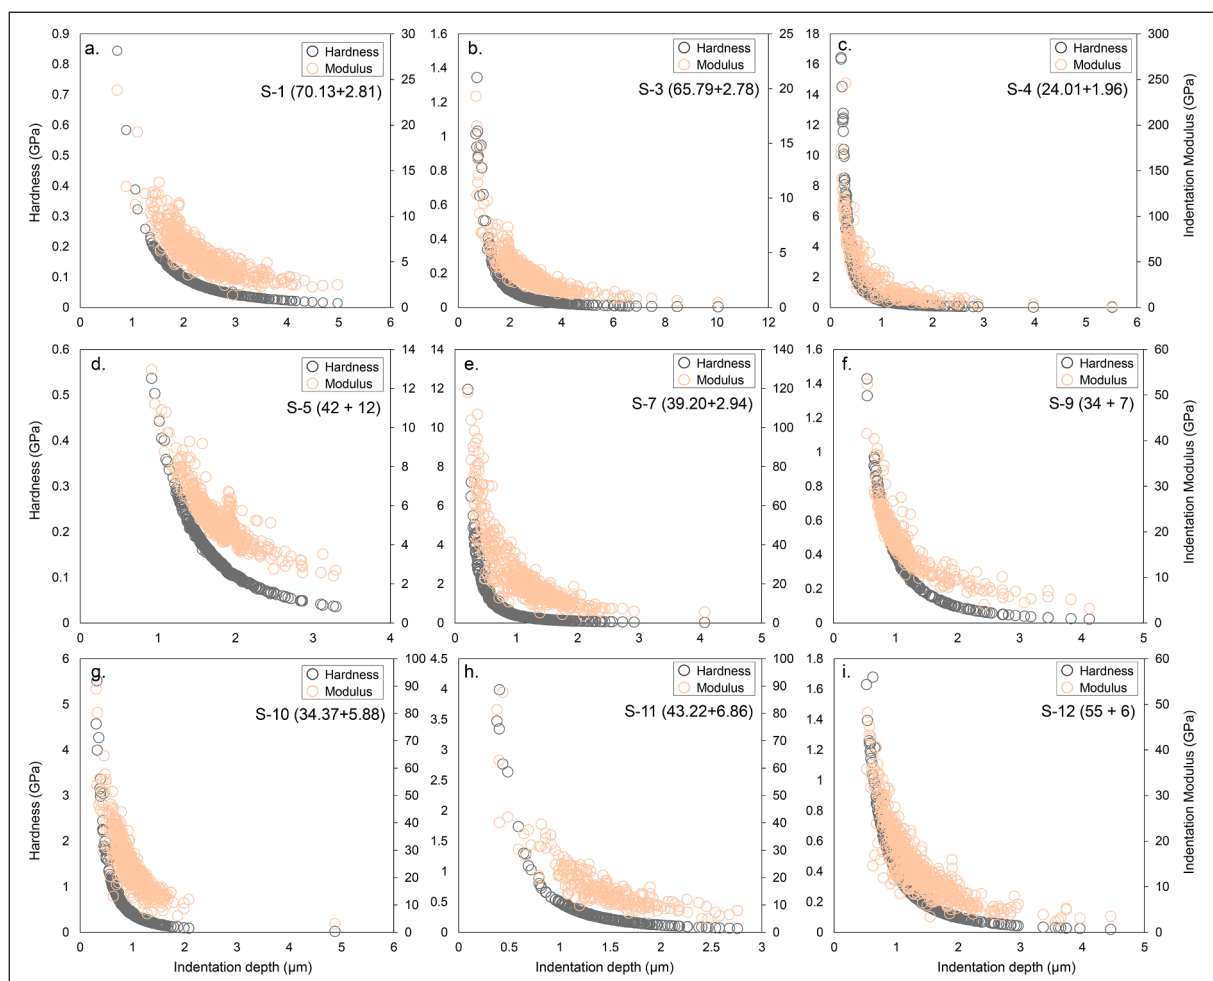 a.
Hardness
Modulus
S-1 (70.13+2.81)
Hardness (GPa)
0.9
0.8
0.7
0.6
0.5
0.4
0.3
0.2
0.1
0
30
25
20
15
10
5
0
0 1 2 3 4 5 6
b.
Hardness
Modulus
S-3 (65.79+2.78)
1.6
1.4
1.2
1
0.8
0.6
0.4
0.2
0
25
20
15
10
5
0
0 2 4 6 8 10 12
c.
Hardness
Modulus
S-4 (24.01+1.96)
18
16
14
12
10
8
6
4
2
0
300
250
200
150
100
50
0
Indentation Modulus (GPa)
0 1 2 3 4 5 6
d.
Hardness
Modulus
S-5 (42 + 12)
Hardness (GPa)
0.6
0.5
0.4
0.3
0.2
0.1
0
14
12
10
8
6
4
2
0
0 1 2 3 4
e.
Hardness
Modulus
S-7 (39.20+2.94)
14
12
10
8
6
4
2
0
140
120
100
80
60
40
20
0
0 1 2 3 4 5
f.
Hardness
Modulus
S-9 (34 + 7)
1.6
1.4
1.2
1
0.8
0.6
0.4
0.2
0
60
50
40
30
20
10
0
Indentation Modulus (GPa)
0 1 2 3 4 5
g.
Hardness
Modulus
S-10 (34.37+5.88)
Hardness (GPa)
6
5
4
3
2
1
0
100
90
80
70
60
50
40
30
20
10
0
0 1 2 3 4 5 6
Indentation depth (µm)
h.
Hardness
Modulus
S-11 (43.22+6.86)
4.5
4
3.5
3
2.5
2
1.5
1
0.5
0
100
90
80
70
60
50
40
30
20
10
0
0 0.5 1 1.5 2 2.5 3
Indentation depth (µm)
i.
Hardness
Modulus
S-12 (55 + 6)
1.8
1.6
1.4
1.2
1
0.8
0.6
0.4
0.2
0
60
50
40
30
20
10
0
Indentation Modulus (GPa)
0 1 2 3 4 5
Indentation depth (µm)